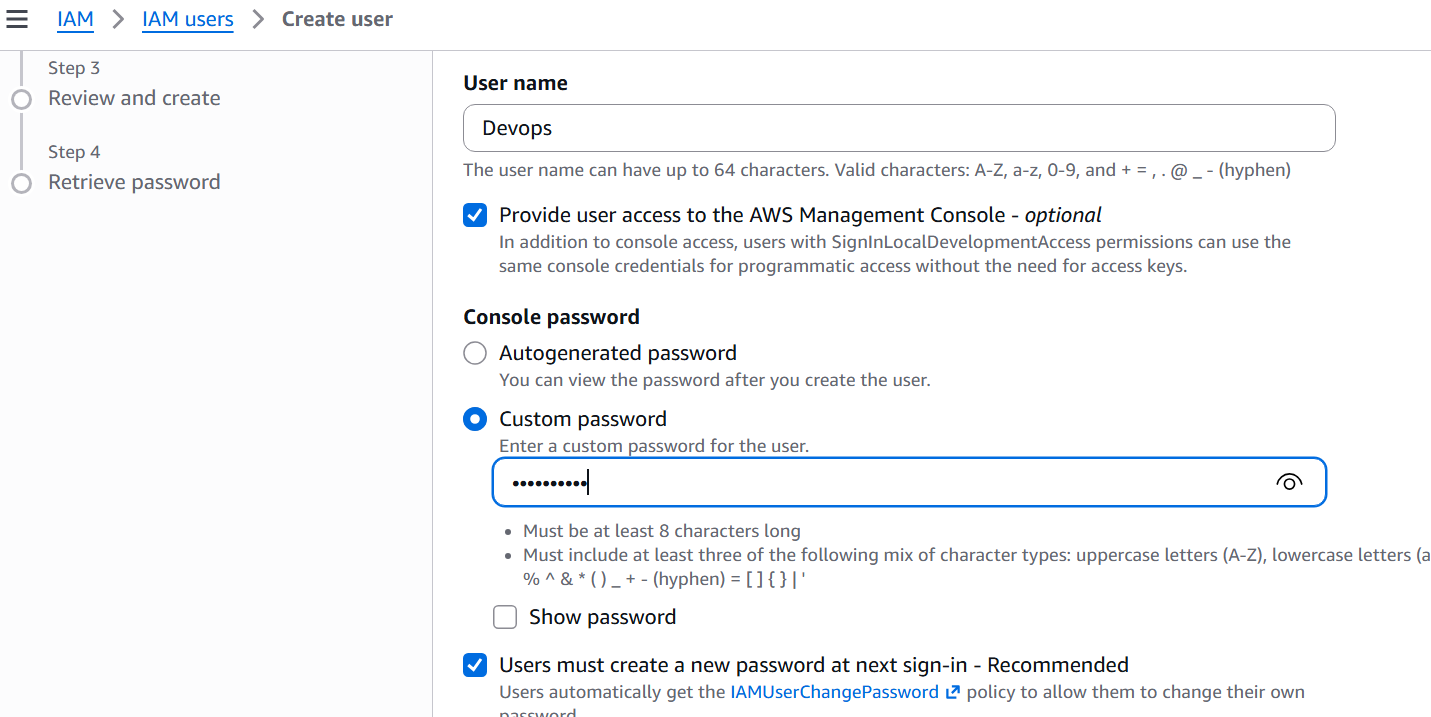 IAM > IAM users > Create user
Step 3
Review and create
Step 4
Retrieve password
User name
Devops
The user name can have up to 64 characters. Valid characters: A-Z, a-z, 0-9, and + = , . @ _ - (hyphen)
Provide user access to the AWS Management Console - optional
In addition to console access, users with SignInLocalDevelopmentAccess permissions can use the
same console credentials for programmatic access without the need for access keys.
Console password
Autogenerated password
You can view the password after you create the user.
Custom password
Enter a custom password for the user.
••••••••••
• Must be at least 8 characters long
• Must include at least three of the following mix of character types: uppercase letters (A-Z), lowercase letters (a
% ^ & * ( ) _ + - (hyphen) = [ ] { } | '
Show password
Users must create a new password at next sign-in - Recommended
Users automatically get the IAMUserChangePassword policy to allow them to change their own
password